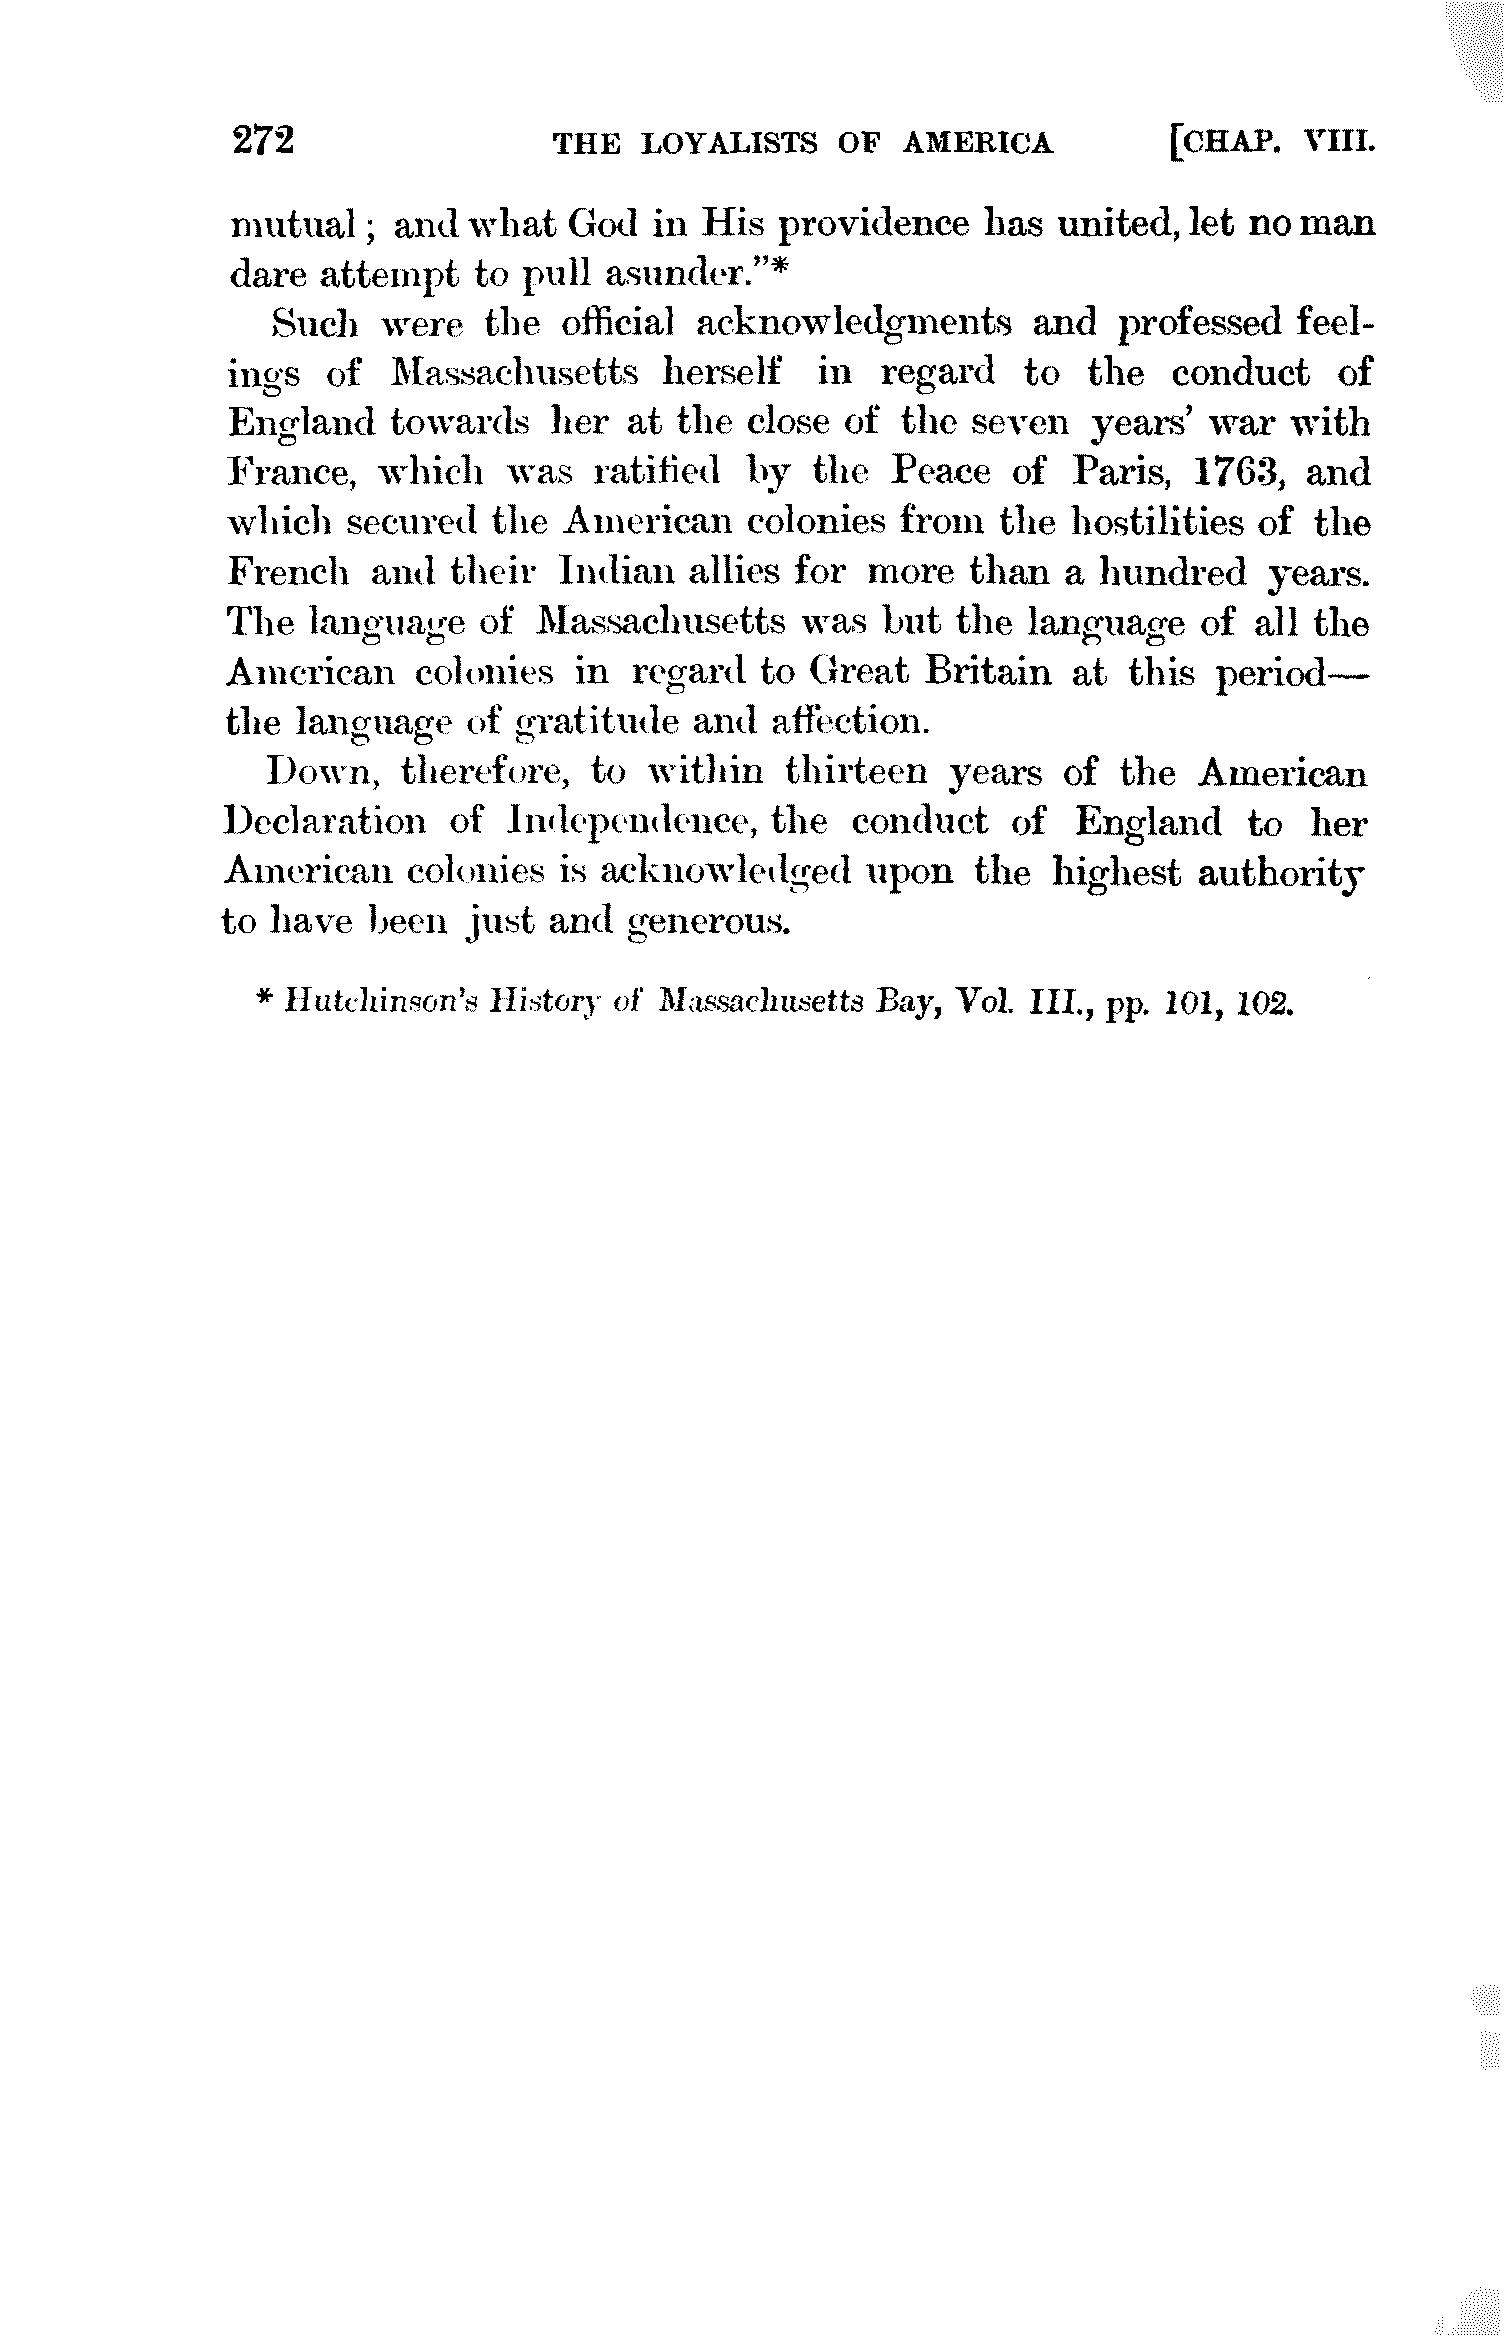 272 THE LOYALISTS OF AMERICA [CHAP. VIII.
mutual; and what God in His providence has united, let no man
dare attempt to pull asunder."*
Such were the official acknowledgments and professed feel-
ings of Massachusetts herself in regard to the conduct of
England towards her at the close of the seven years' war with
France, which was ratified by the Peace of Paris, 1763, and
which secured the American colonies from the hostilities of the
French and their Indian allies for more than a hundred years.
The language of Massachusetts was but the language of all the
American colonies in regard to Great Britain at this period—
the language of gratitude and affection.
Down, therefore, to within thirteen years of the American
Declaration of Independence, the conduct of England to her
American colonies is acknowledged upon the highest authority
to have been just and generous.
* Hutchinson's History of Massachusetts Bay, Vol. III., pp. 101, 102.